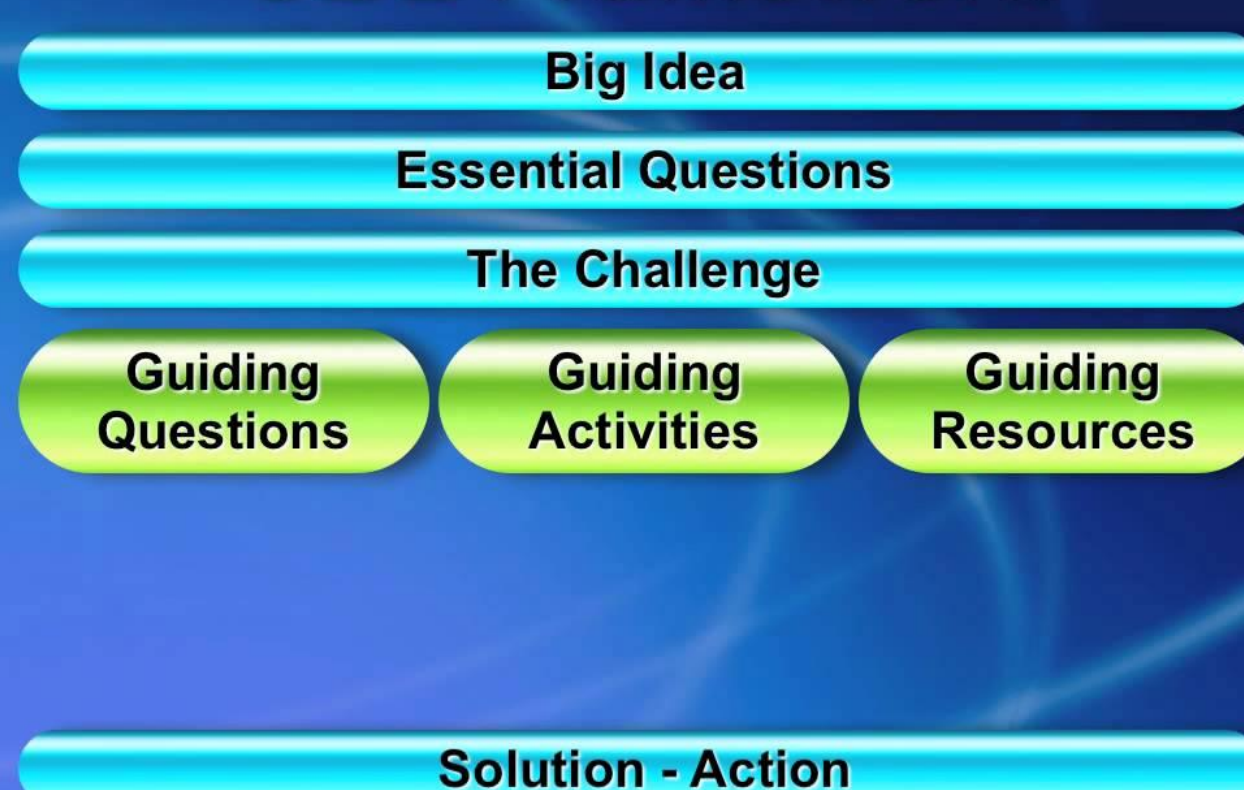 Big Idea
Essential Questions
The Challenge
Guiding
Questions
Guiding
Activities
Guiding
Resources
Solution - Action